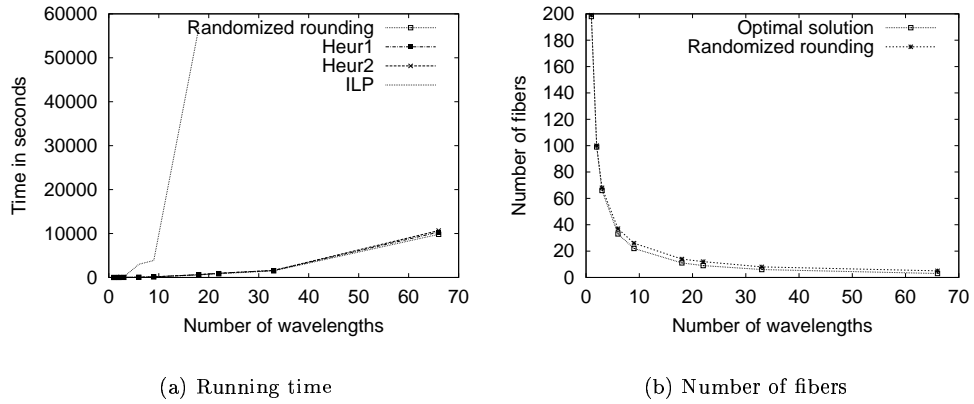 Randomized rounding
Heur1
Heur2
ILP
60000
50000
40000
30000
20000
10000
0
Time in seconds
0 10 20 30 40 50 60 70
Number of wavelengths
(a) Running time
Optimal solution
Randomized rounding
200
180
160
140
120
100
80
60
40
20
0
Number of fibers
0 10 20 30 40 50 60 70
Number of wavelengths
(b) Number of fibers